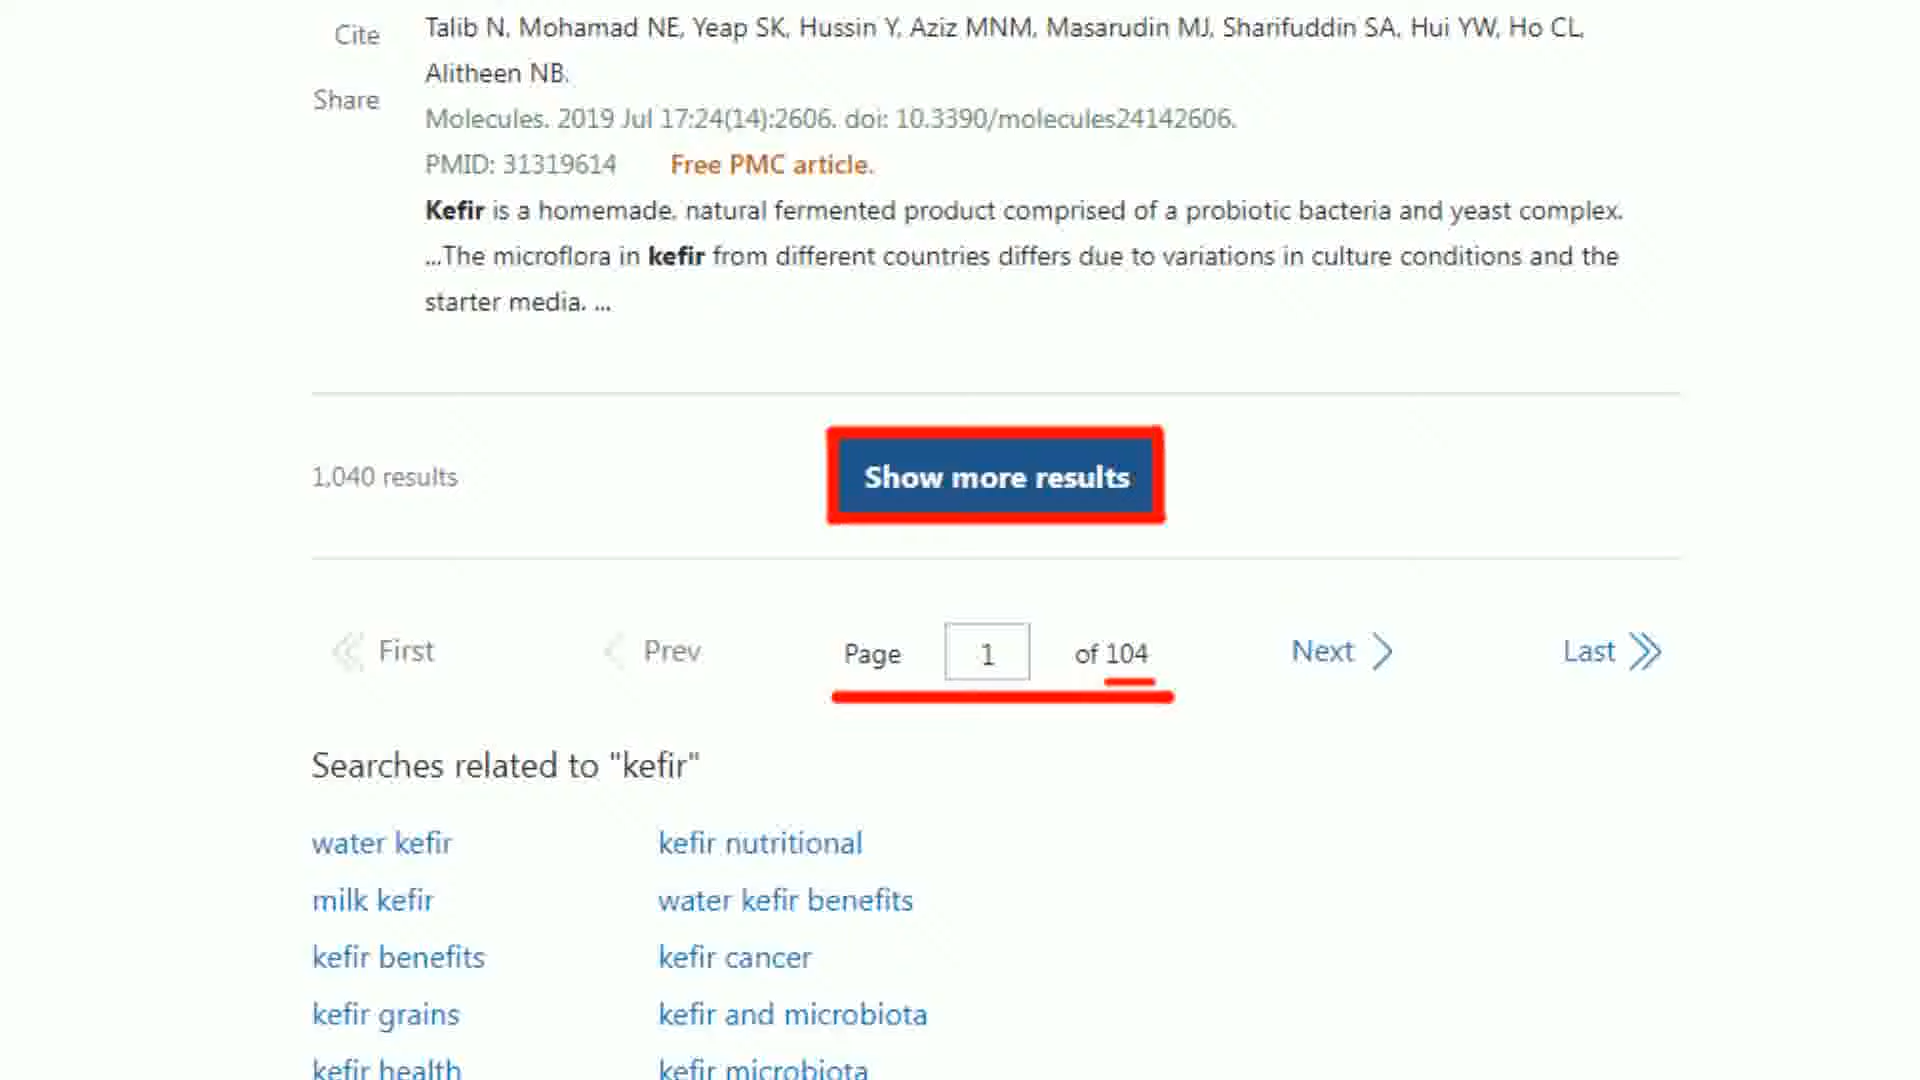 Cite
Share
Talib N, Mohamad NE, Yeap SK, Hussin Y, Aziz MNM, Masarudin MJ, Sharifuddin SA, Hui YW, Ho CL,
Alitheen NB.
Molecules. 2019 Jul 17;24(14):2606. doi: 10.3390/molecules24142606.
PMID: 31319614 Free PMC article.
Kefir is a homemade, natural fermented product comprised of a probiotic bacteria and yeast complex.
...The microflora in kefir from different countries differs due to variations in culture conditions and the
starter media. ...
1,040 results
Show more results
First Prev Page 1 of 104 Next Last
Searches related to "kefir"
water kefir
milk kefir
kefir benefits
kefir grains
kefir health
kefir nutritional
water kefir benefits
kefir cancer
kefir and microbiota
kefir microbiota